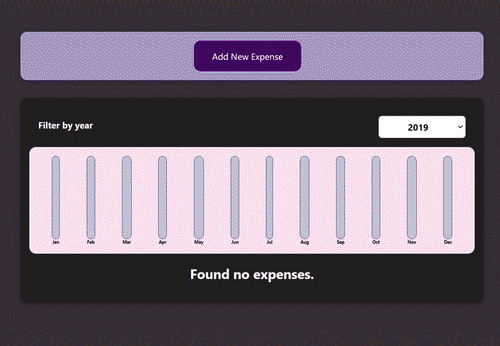 Add New Expense
Filter by year
2019
Jan Feb Mar Apr May Jun Jul Aug Sep Oct Nov Dec
Found no expenses.